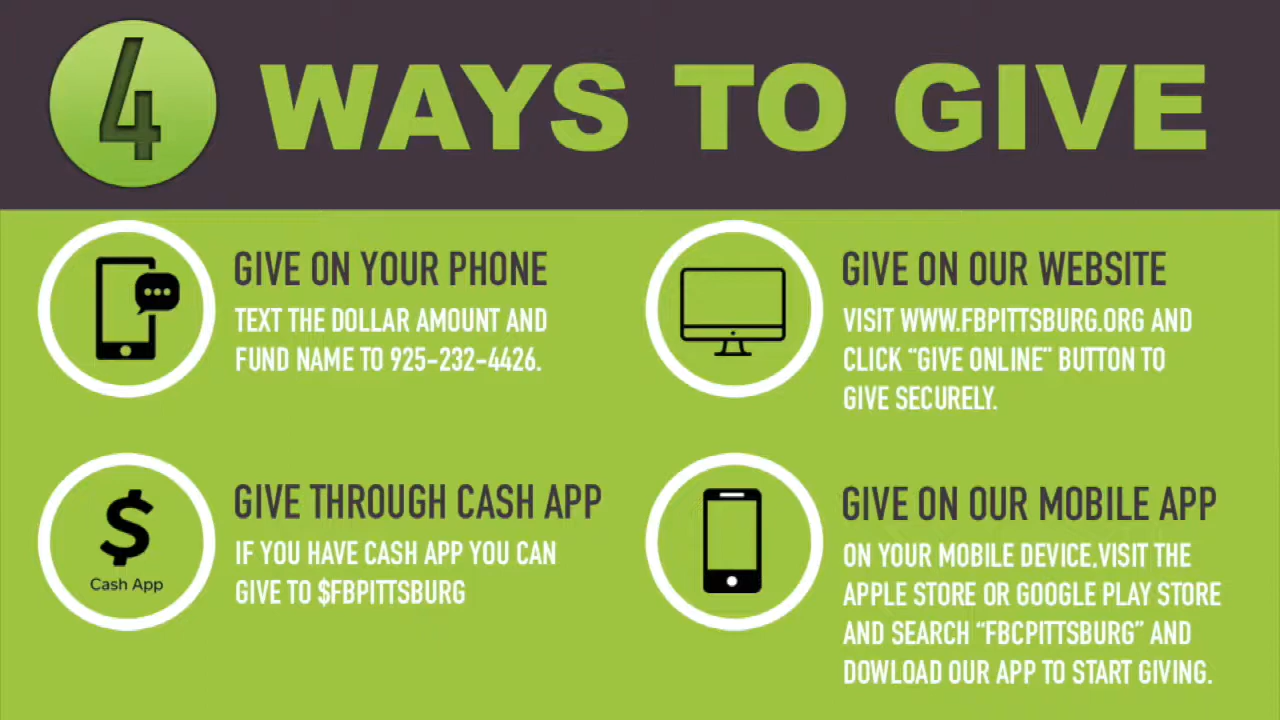 4 WAYS TO GIVE
GIVE ON YOUR PHONE
TEXT THE DOLLAR AMOUNT AND
FUND NAME TO 925-232-4426.
GIVE ON OUR WEBSITE
VISIT WWW.FBPITTSBURG.ORG AND
CLICK “GIVE ONLINE” BUTTON TO
GIVE SECURELY.
$
Cash App
GIVE THROUGH CASH APP
IF YOU HAVE CASH APP YOU CAN
GIVE TO $FBPITTSBURG
GIVE ON OUR MOBILE APP
ON YOUR MOBILE DEVICE,VISIT THE
APPLE STORE OR GOOGLE PLAY STORE
AND SEARCH “FBCPITTSBURG” AND
DOWLOAD OUR APP TO START GIVING.